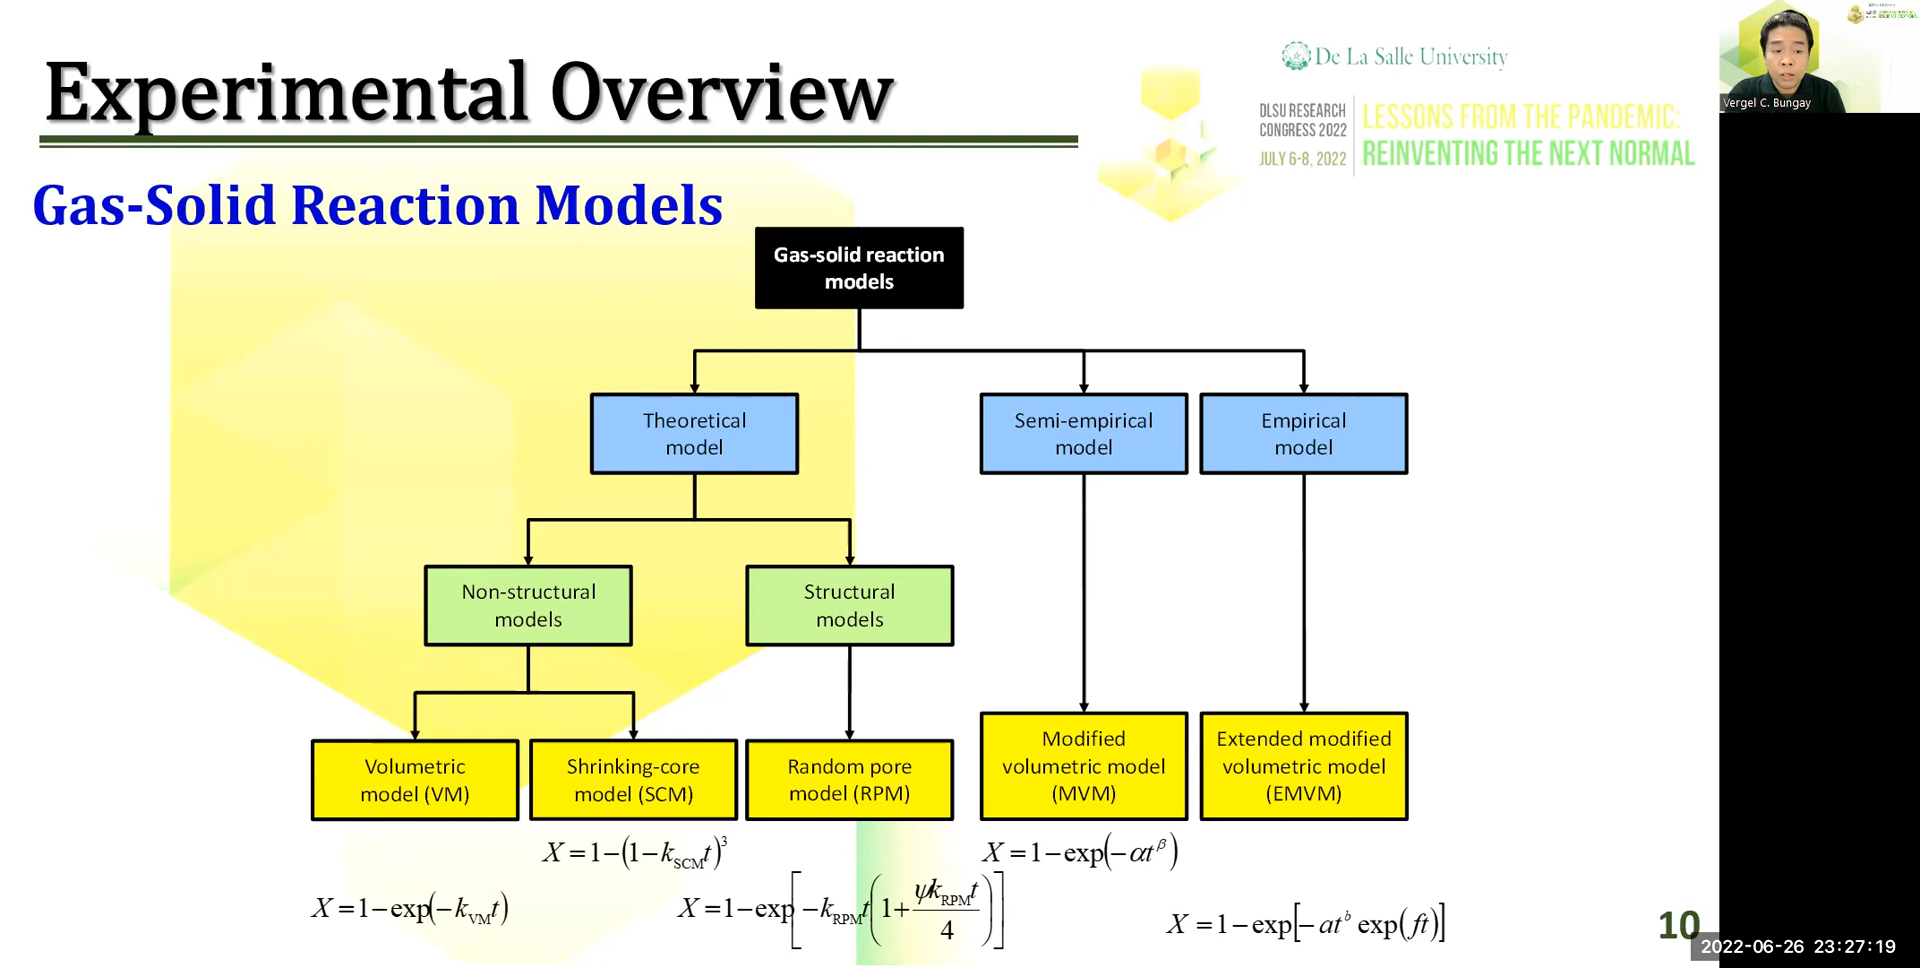 Experimental Overview
De La Salle University
DLSU RESEARCH
CONGRESS 2022
JULY 6-8, 2022
LESSONS FROM THE PANDEMIC:
REINVENTING THE NEXT NORMAL
Vergel C. Bungay
Gas-Solid Reaction Models
Gas-solid reaction
models
Theoretical
model
Semi-empirical
model
Empirical
model
Non-structural
models
Structural
models
Volumetric
model (VM)
Shrinking-core
model (SCM)
Random pore
model (RPM)
Modified
volumetric model
(MVM)
Extended modified
volumetric model
(EMVM)
X = 1 − (1 − k_SCM t)^3
X = 1 − exp(− αt^β)
X = 1 − exp(− k_VM t)
X = 1 − exp[− k_RPM t(1 + ψk_RPM t / 4)]
X = 1 − exp[− at^b exp(ft)]
10
2022-06-26 23:27:19